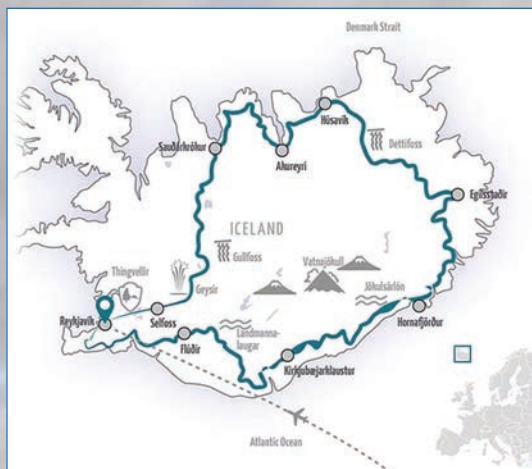 Denmark Strait
Húsavík
Sauðárkrókur
Akureyri
Dettifoss
Egilsstaðir
ICELAND
Gullfoss
Vatnajökull
Thingvellir
Geysir
Jökulsárlón
Reykjavík
Selfoss
Hornafjörður
Flúðir
Landmanna-
laugar
Kirkjubæjarklaustur
Atlantic Ocean